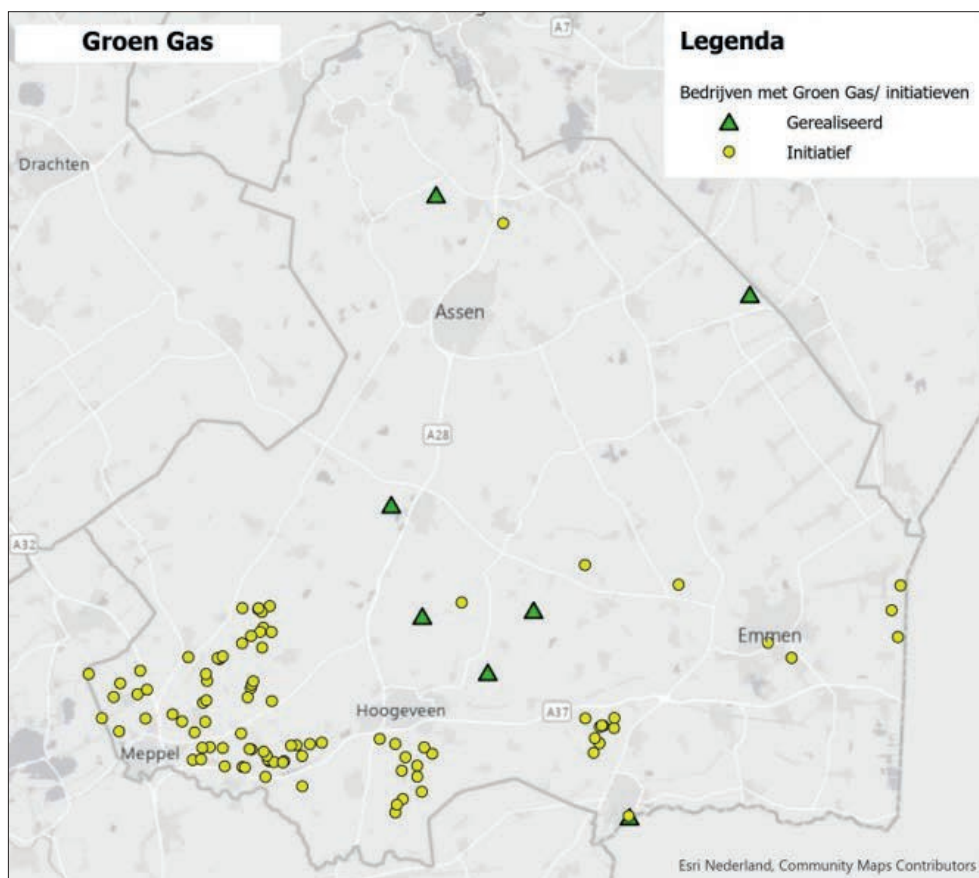 Groen Gas
Legenda
Bedrijven met Groen Gas/ initiatieven
Gerealiseerd
Initiatief
A7
Drachten
Assen
A28
A32
Emmen
Hoogeveen
A37
Meppel
Esri Nederland, Community Maps Contributors